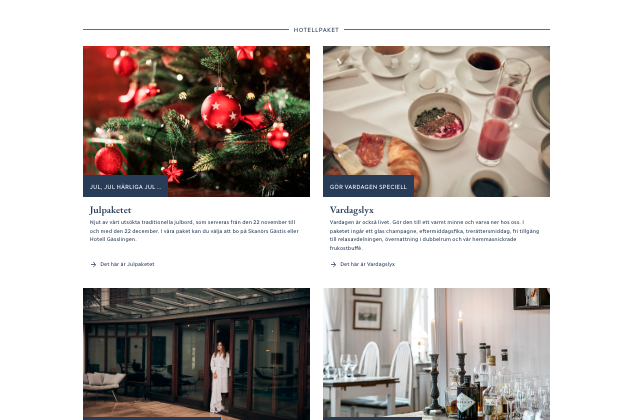 HOTELLPAKET
JUL, JUL HÄRLIGA JUL ...
GÖR VARDAGEN SPECIELL
Julpaketet
Njut av vårt utsökta traditionella julbord, som serveras från den 22 november till
och med den 22 december. I våra paket kan du välja att bo på Skanörs Gästis eller
Hotell Gässlingen.
→ Det här är Julpaketet
Vardagslyx
Vardagen är också livet. Gör den till ett varmt minne och varva ner hos oss. I
paketet ingår ett glas champagne, eftermiddagsfika, trerättersmiddag, fri tillgång
till relaxavdelningen, övernattning i dubbelrum och vår hemmasnickrade
frukostbuffé.
→ Det här är Vardagslyx